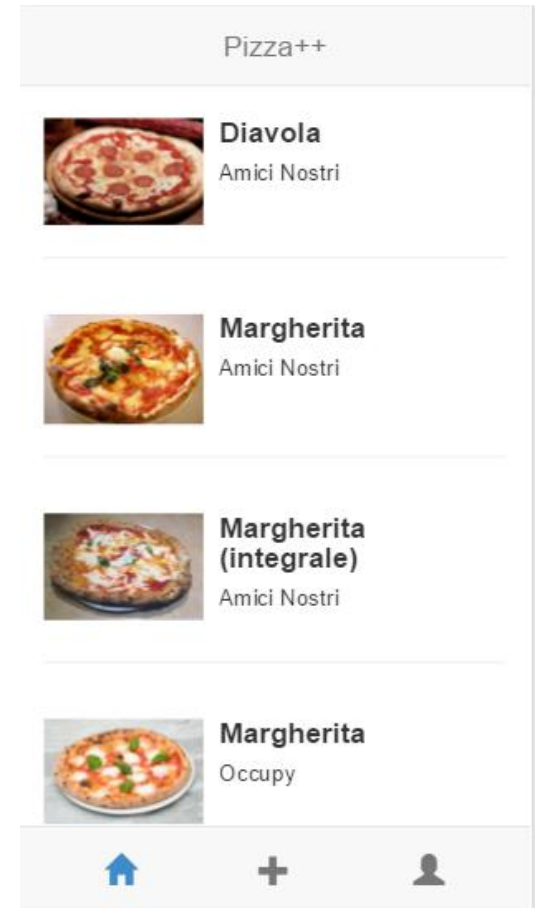 Pizza++
Diavola
Amici Nostri
Margherita
Amici Nostri
Margherita
(integrale)
Amici Nostri
Margherita
Occupy